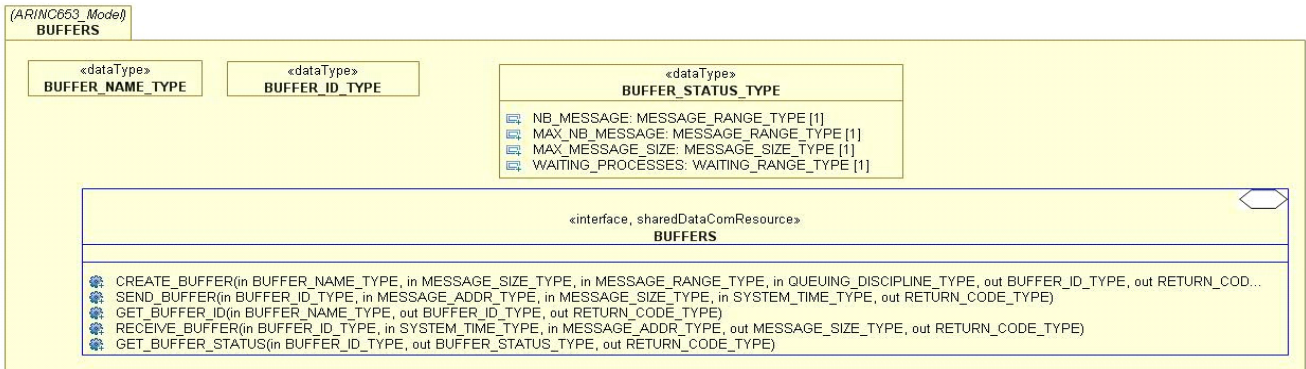 (ARINC653_Model)
BUFFERS
«dataType»
BUFFER_NAME_TYPE
«dataType»
BUFFER_ID_TYPE
«dataType»
BUFFER_STATUS_TYPE
NB_MESSAGE: MESSAGE_RANGE_TYPE [1]
MAX_NB_MESSAGE: MESSAGE_RANGE_TYPE [1]
MAX_MESSAGE_SIZE: MESSAGE_SIZE_TYPE [1]
WAITING_PROCESSES: WAITING_RANGE_TYPE [1]
«interface, sharedDataComResource»
BUFFERS
CREATE_BUFFER(in BUFFER_NAME_TYPE, in MESSAGE_SIZE_TYPE, in MESSAGE_RANGE_TYPE, in QUEUING_DISCIPLINE_TYPE, out BUFFER_ID_TYPE, out RETURN_COD...
SEND_BUFFER(in BUFFER_ID_TYPE, in MESSAGE_ADDR_TYPE, in MESSAGE_SIZE_TYPE, in SYSTEM_TIME_TYPE, out RETURN_CODE_TYPE)
GET_BUFFER_ID(in BUFFER_NAME_TYPE, out BUFFER_ID_TYPE, out RETURN_CODE_TYPE)
RECEIVE_BUFFER(in BUFFER_ID_TYPE, in SYSTEM_TIME_TYPE, in MESSAGE_ADDR_TYPE, out MESSAGE_SIZE_TYPE, out RETURN_CODE_TYPE)
GET_BUFFER_STATUS(in BUFFER_ID_TYPE, out BUFFER_STATUS_TYPE, out RETURN_CODE_TYPE)